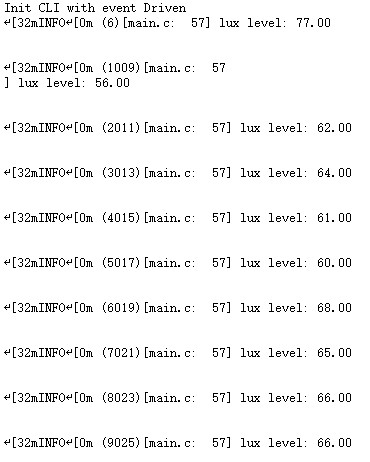 Init CLI with event Driven
↵[32mINFO↵[0m (6)[main.c:  57] lux level: 77.00
↵[32mINFO↵[0m (1009)[main.c:  57
] lux level: 56.00
↵[32mINFO↵[0m (2011)[main.c:  57] lux level: 62.00
↵[32mINFO↵[0m (3013)[main.c:  57] lux level: 64.00
↵[32mINFO↵[0m (4015)[main.c:  57] lux level: 61.00
↵[32mINFO↵[0m (5017)[main.c:  57] lux level: 60.00
↵[32mINFO↵[0m (6019)[main.c:  57] lux level: 68.00
↵[32mINFO↵[0m (7021)[main.c:  57] lux level: 65.00
↵[32mINFO↵[0m (8023)[main.c:  57] lux level: 66.00
↵[32mINFO↵[0m (9025)[main.c:  57] lux level: 66.00